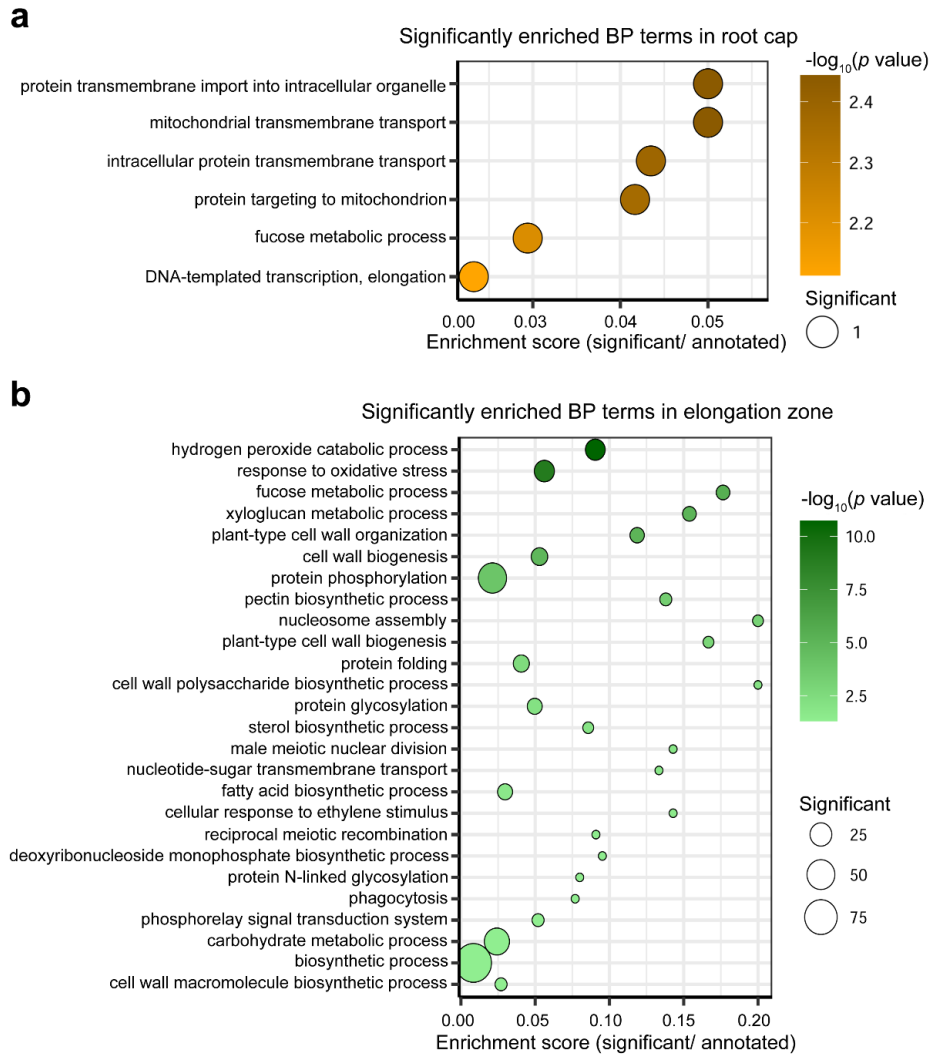 a
Significantly enriched BP terms in root cap
protein transmembrane import into intracellular organelle
mitochondrial transmembrane transport
intracellular protein transmembrane transport
protein targeting to mitochondrion
fucose metabolic process
DNA-templated transcription, elongation
0.00 0.03 0.04 0.05
Enrichment score (significant/ annotated)
-log10(p value)
2.4
2.3
2.2
Significant
1
b
Significantly enriched BP terms in elongation zone
hydrogen peroxide catabolic process
response to oxidative stress
fucose metabolic process
xyloglucan metabolic process
plant-type cell wall organization
cell wall biogenesis
protein phosphorylation
pectin biosynthetic process
nucleosome assembly
plant-type cell wall biogenesis
protein folding
cell wall polysaccharide biosynthetic process
protein glycosylation
sterol biosynthetic process
male meiotic nuclear division
nucleotide-sugar transmembrane transport
fatty acid biosynthetic process
cellular response to ethylene stimulus
reciprocal meiotic recombination
deoxyribonucleoside monophosphate biosynthetic process
protein N-linked glycosylation
phagocytosis
phosphorelay signal transduction system
carbohydrate metabolic process
biosynthetic process
cell wall macromolecule biosynthetic process
0.00 0.05 0.10 0.15 0.20
Enrichment score (significant/ annotated)
-log10(p value)
10.0
7.5
5.0
2.5
Significant
25
50
75